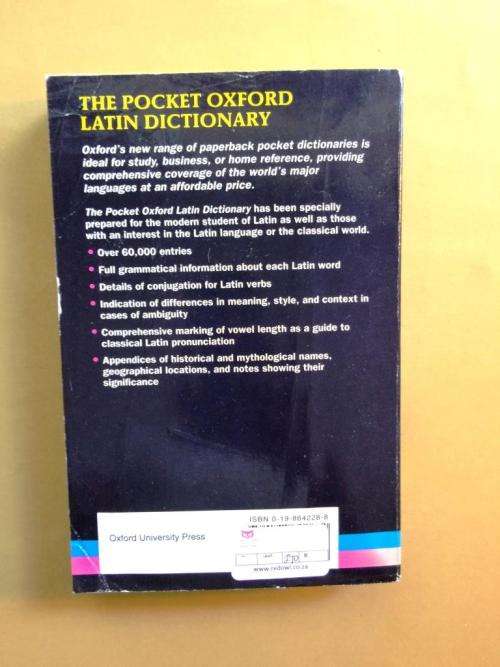 THE POCKET OXFORD
LATIN DICTIONARY
Oxford's new range of paperback pocket dictionaries is
ideal for study, business, or home reference, providing
comprehensive coverage of the world's major
languages at an affordable price.
The Pocket Oxford Latin Dictionary has been specially
prepared for the modern student of Latin as well as those
with an interest in the Latin language or the classical world.
• Over 60,000 entries
• Full grammatical information about each Latin word
• Details of conjugation for Latin verbs
• Indication of differences in meaning, style, and context in
cases of ambiguity
• Comprehensive marking of vowel length as a guide to
classical Latin pronunciation
• Appendices of historical and mythological names,
geographical locations, and notes showing their
significance
ISBN 0-19-864228-8
Oxford University Press
www.redowl.co.za